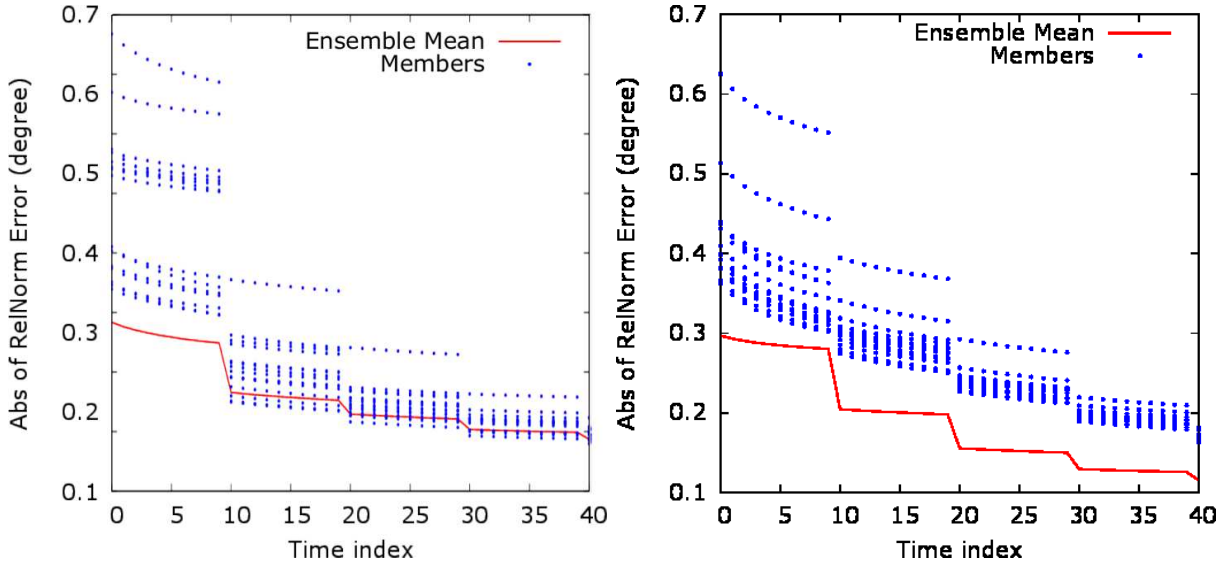 Abs of RelNorm Error (degree)
0.7
0.6
0.5
0.4
0.3
0.2
0.1
Ensemble Mean
Members
0 5 10 15 20 25 30 35 40
Time index
Abs of RelNorm Error (degree)
0.7
0.6
0.5
0.4
0.3
0.2
0.1
Ensemble Mean
Members
0 5 10 15 20 25 30 35 40
Time index